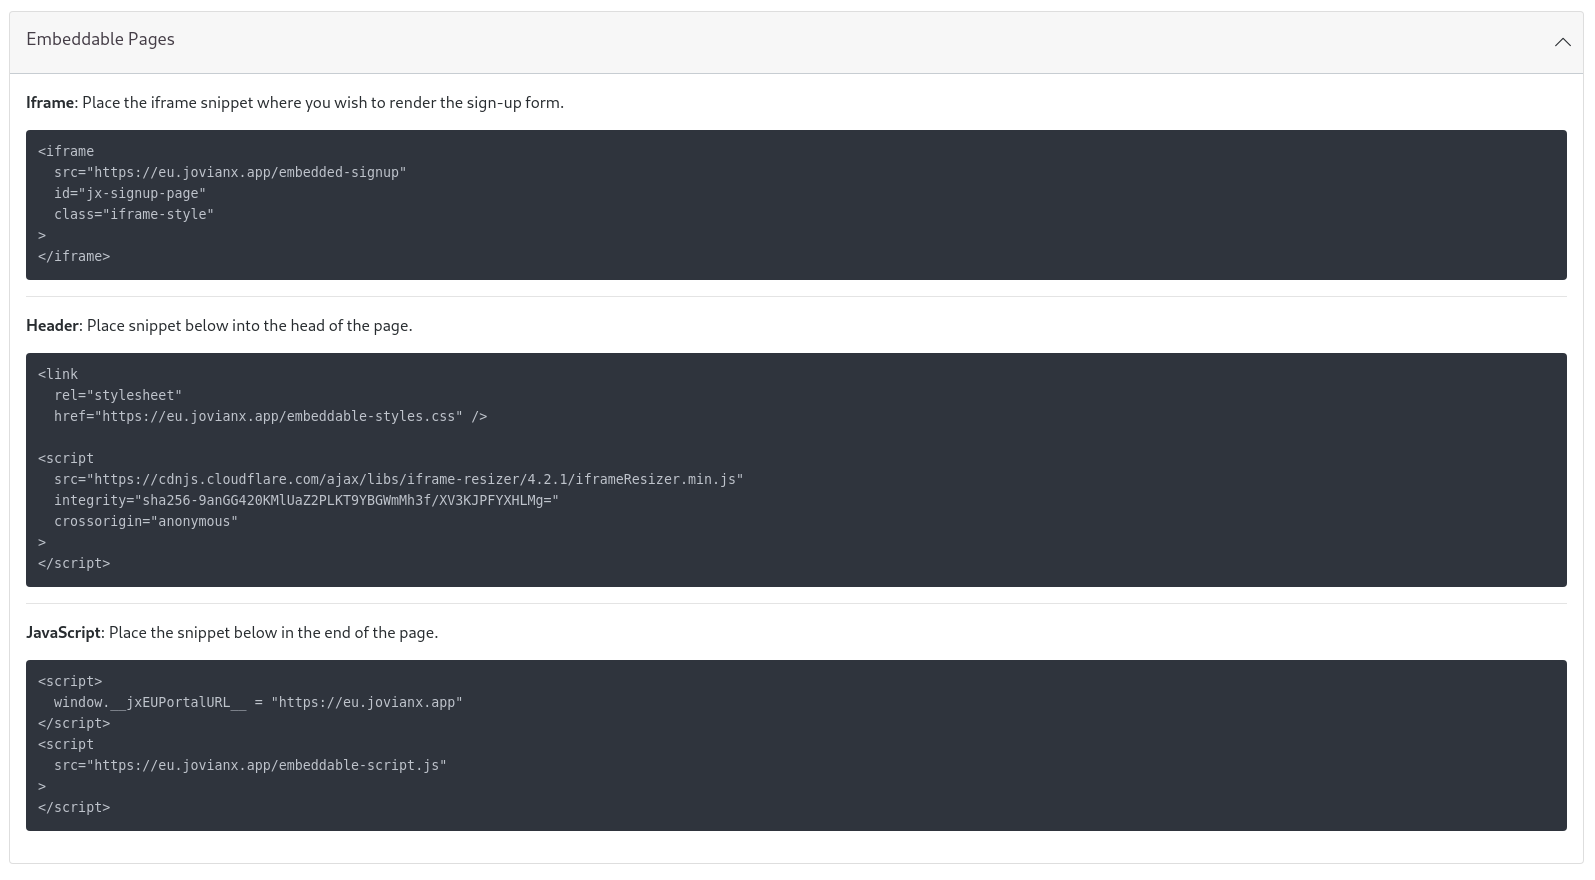 Embeddable Pages
Iframe: Place the iframe snippet where you wish to render the sign-up form.
<iframe
  src="https://eu.jovianx.app/embedded-signup"
  id="jx-signup-page"
  class="iframe-style"
>
</iframe>
Header: Place snippet below into the head of the page.
<link
  rel="stylesheet"
  href="https://eu.jovianx.app/embeddable-styles.css" />
<script
  src="https://cdnjs.cloudflare.com/ajax/libs/iframe-resizer/4.2.1/iframeResizer.min.js"
  integrity="sha256-9anGG420KMlUaZ2PLKT9YBGWmMh3f/XV3KJPFYXHLMg="
  crossorigin="anonymous"
>
</script>
JavaScript: Place the snippet below in the end of the page.
<script>
  window.__jxEUPortalURL__ = "https://eu.jovianx.app"
</script>
<script
  src="https://eu.jovianx.app/embeddable-script.js"
>
</script>